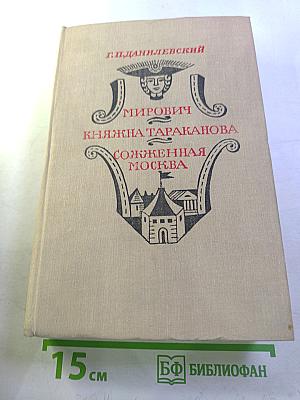 Г.П.ДАНИЛЕВСКИЙ
МИРОВИЧ
КНЯЖНА ТАРАКАНОВА
СОЖЖЕННАЯ
МОСКВА
15 см
БФ БИБЛИОФАН